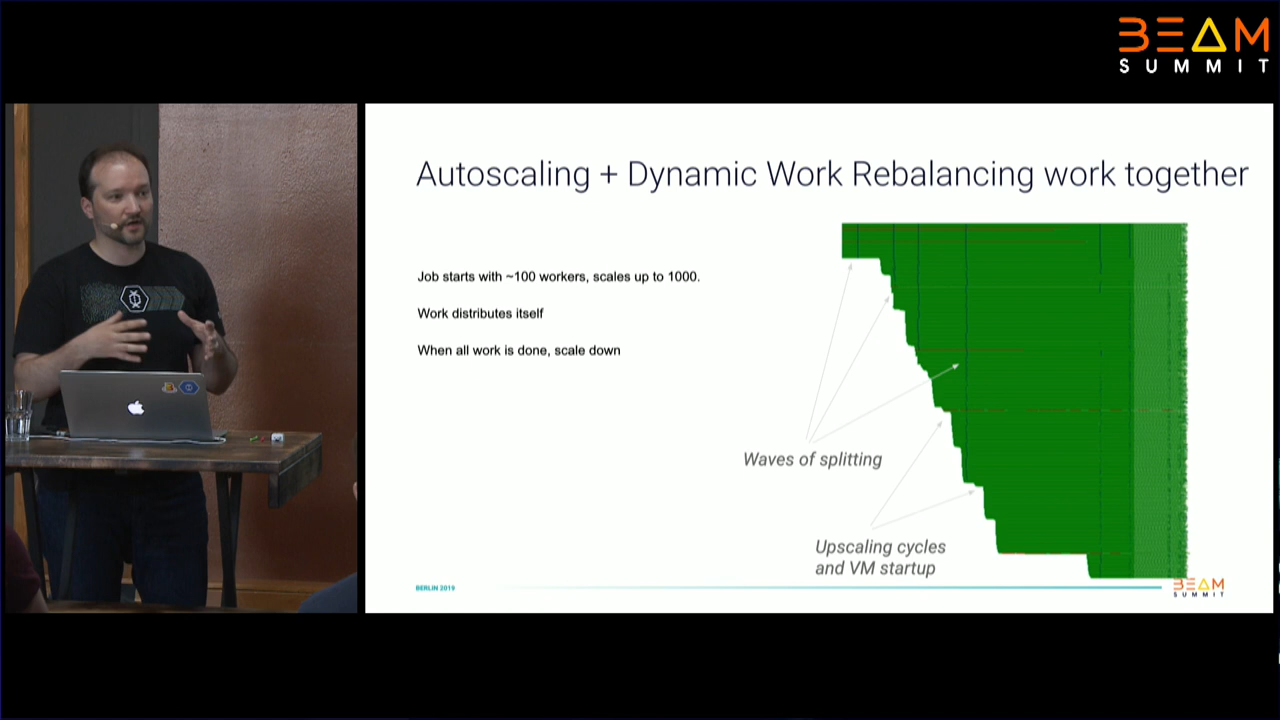 BEAM
SUMMIT
Autoscaling + Dynamic Work Rebalancing work together
Job starts with ~100 workers, scales up to 1000.
Work distributes itself
When all work is done, scale down
Waves of splitting
Upscaling cycles
and VM startup
BERLIN 2019
BEAM
SUMMIT